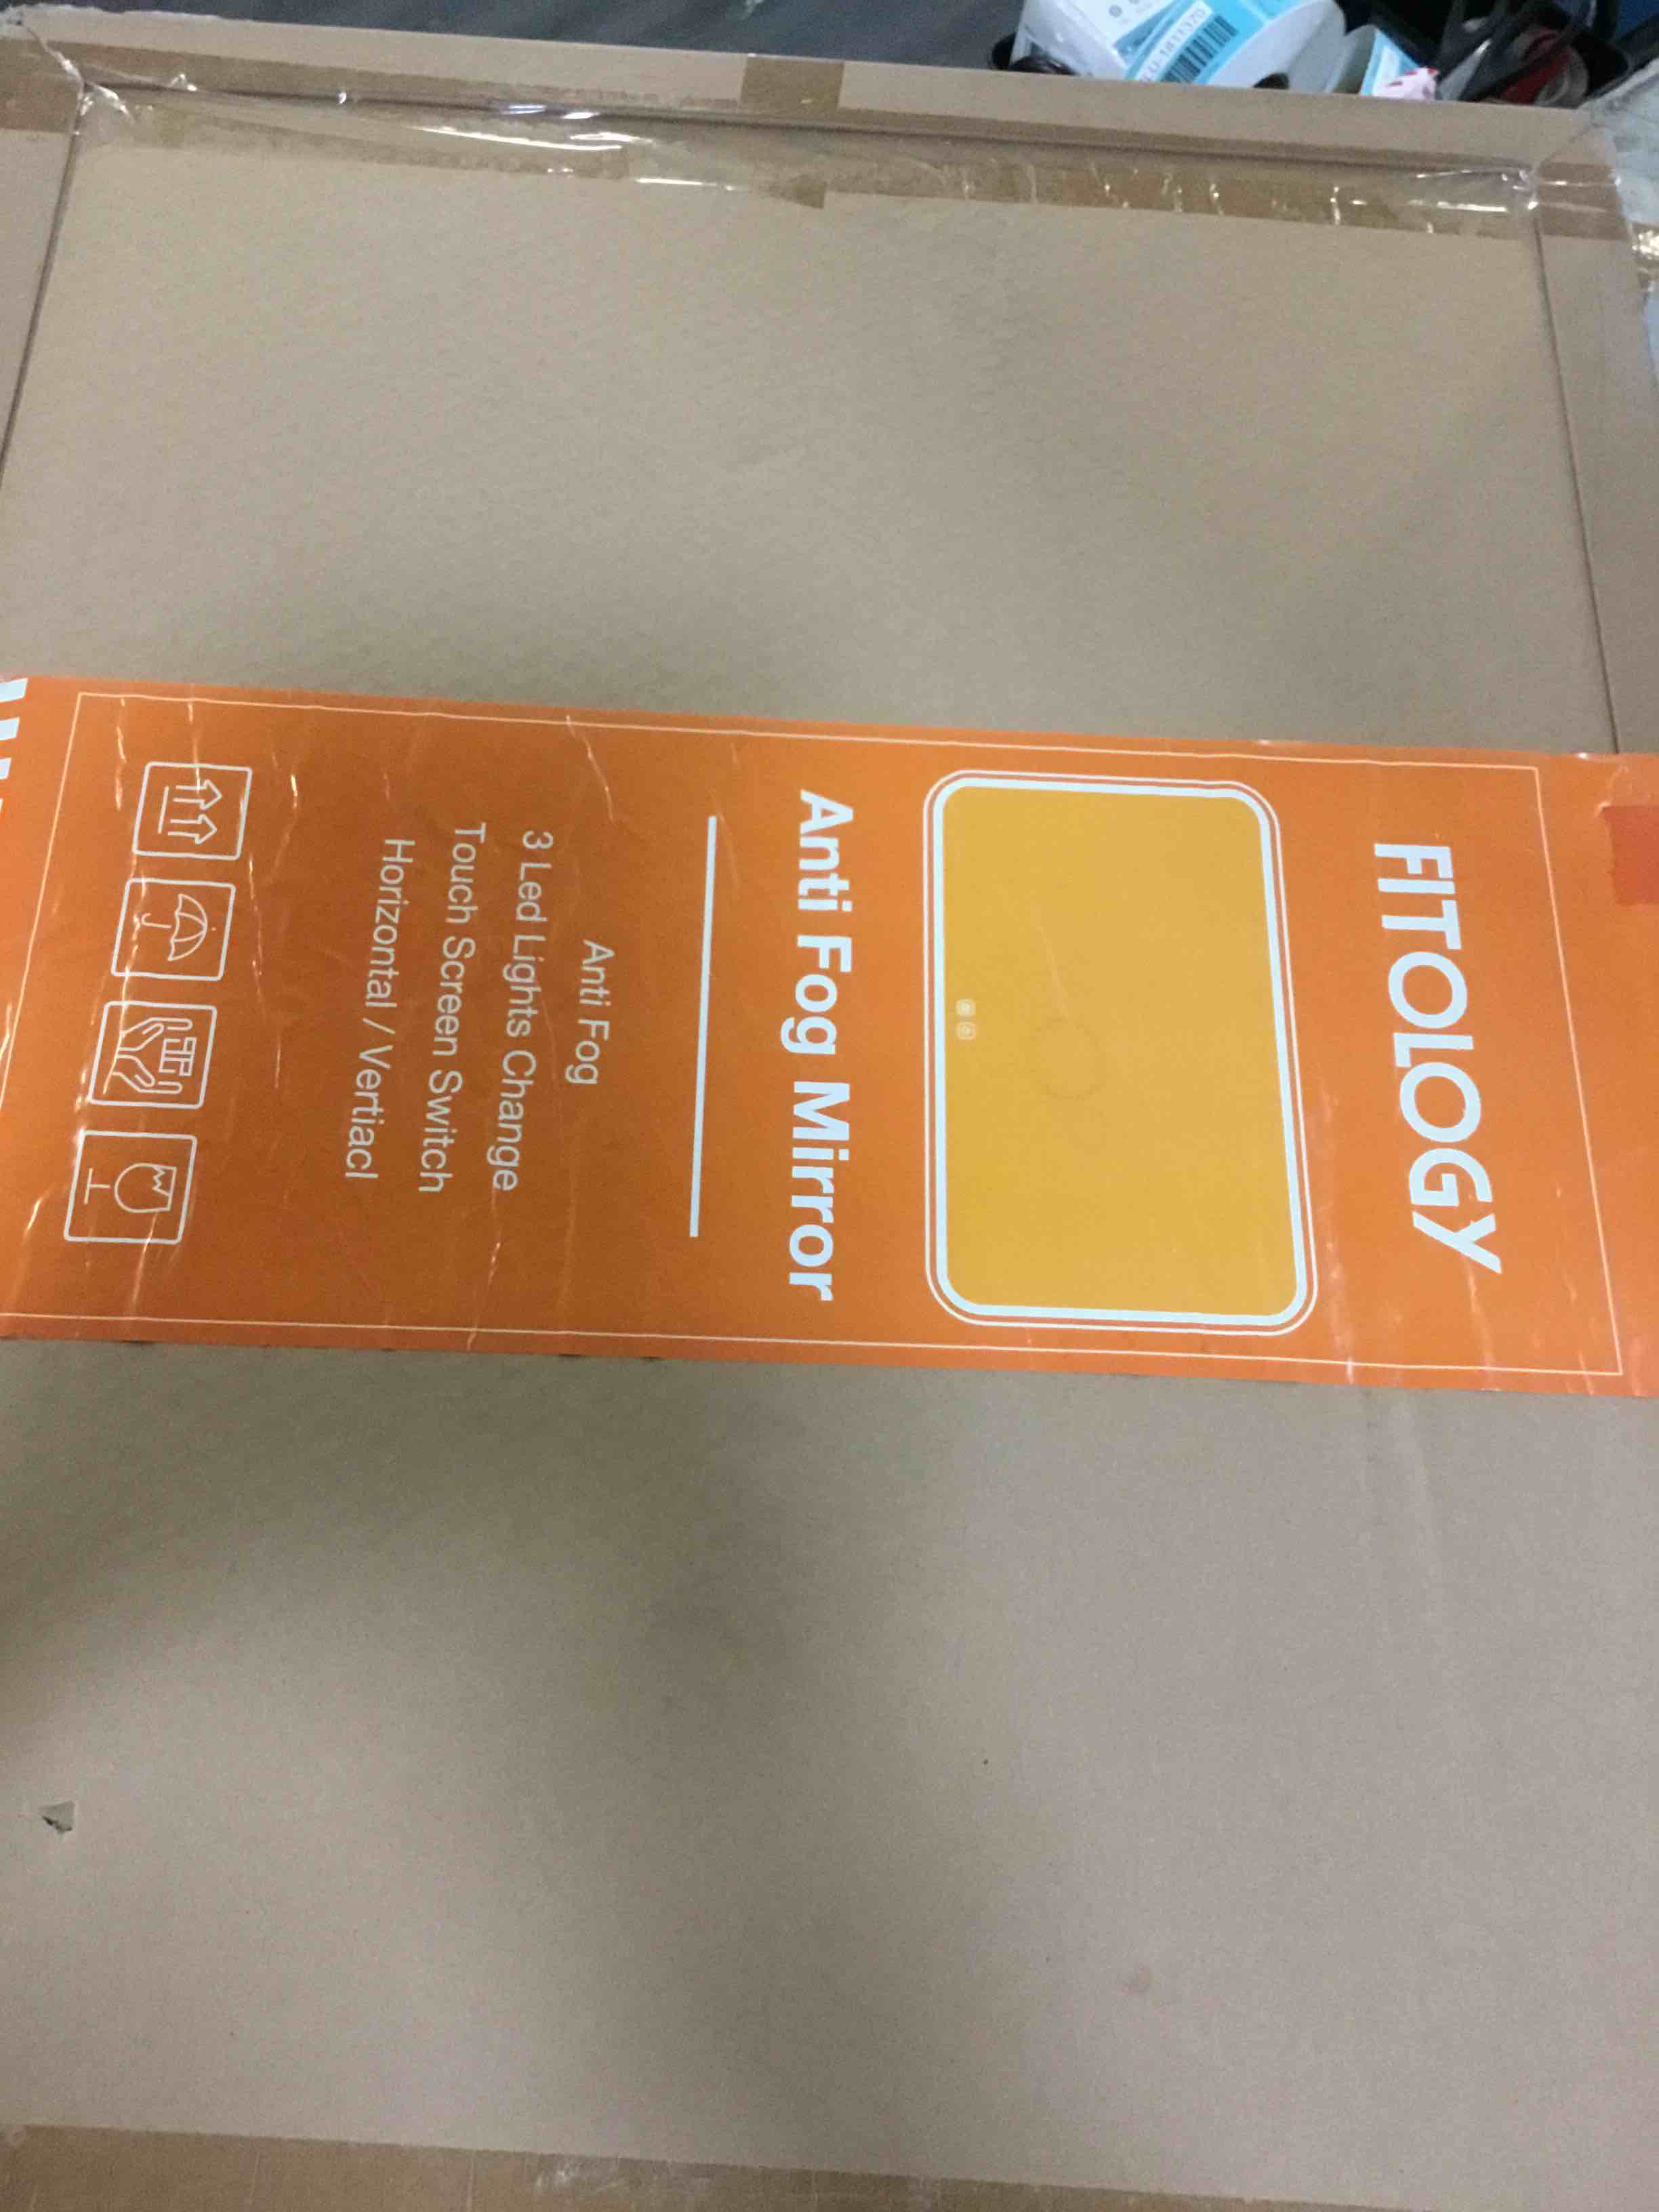 FITOLOGY
Anti Fog Mirror
Anti Fog
3 Led Lights Change
Touch Screen Switch
Horizontal / Vertiacl